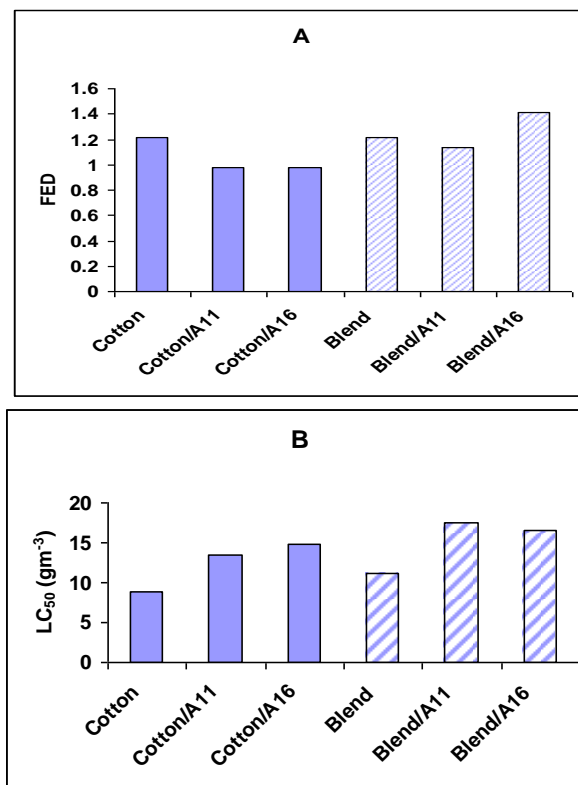 A
FED
1.6
1.4
1.2
1
0.8
0.6
0.4
0.2
0
Cotton
Cotton/A11
Cotton/A16
Blend
Blend/A11
Blend/A16
B
LC₅₀ (gm⁻³)
20
15
10
5
0
Cotton
Cotton/A11
Cotton/A16
Blend
Blend/A11
Blend/A16